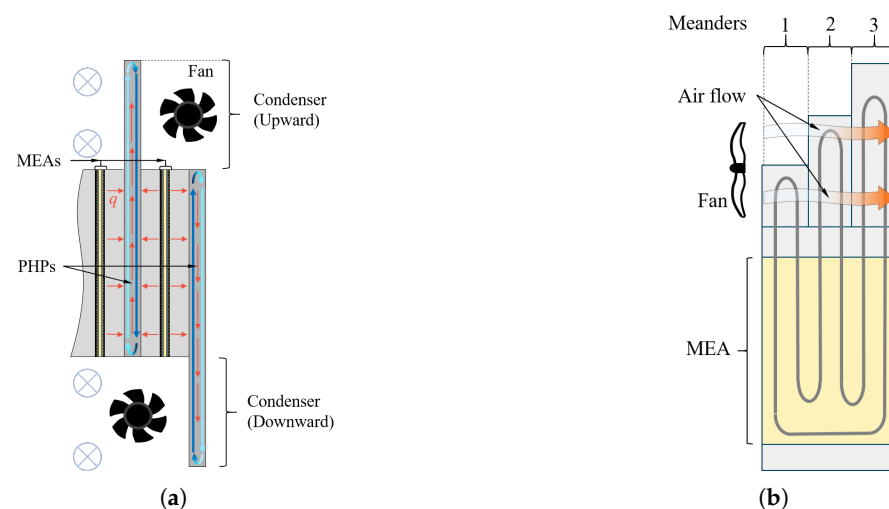 Fan
Condenser
(Upward)
MEAs
q
PHPs
Condenser
(Downward)
(a)
Meanders
1
2
3
Air flow
Fan
MEA
(b)